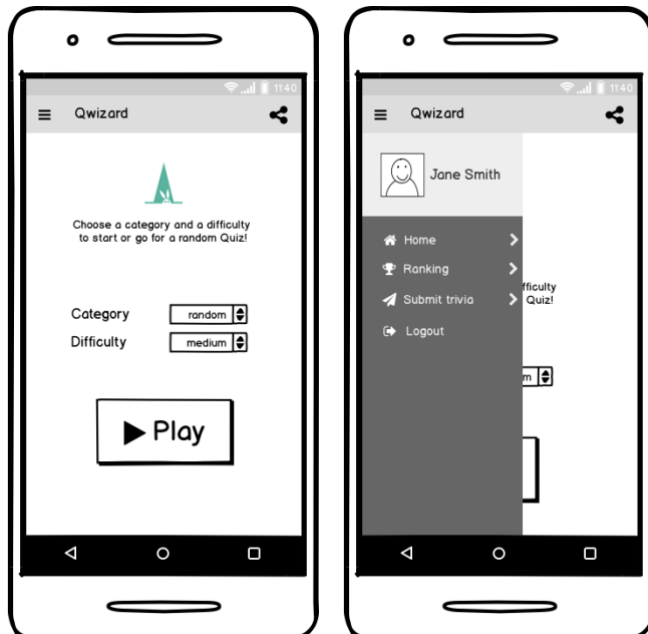 11:40
Qwizard
Choose a category and a difficulty
to start or go for a random Quiz!
Category random
Difficulty medium
Play
11:40
Qwizard
Jane Smith
Home
Ranking
fficulty
Submit trivia
Quiz!
Logout
m